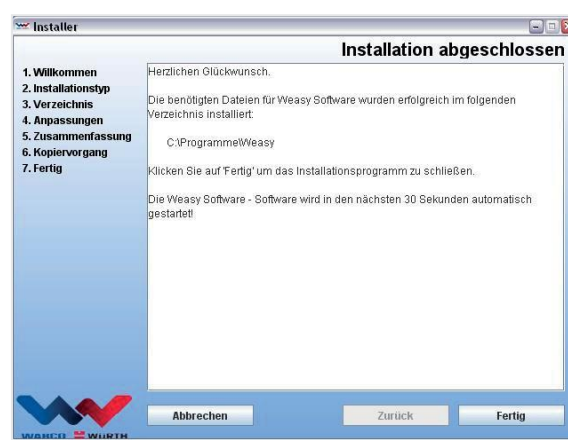 Installer
Installation abgeschlossen
1. Willkommen
2. Installationstyp
3. Verzeichnis
4. Anpassungen
5. Zusammenfassung
6. Kopiervorgang
7. Fertig
Herzlichen Glückwunsch.
Die benötigten Dateien für Weasy Software wurden erfolgreich im folgenden
Verzeichnis installiert:
C:\Programme\Weasy
Klicken Sie auf 'Fertig' um das Installationsprogramm zu schließen.
Die Weasy Software - Software wird in den nächsten 30 Sekunden automatisch
gestartet!
Abbrechen
Zurück
Fertig
WABCO WÜRTH